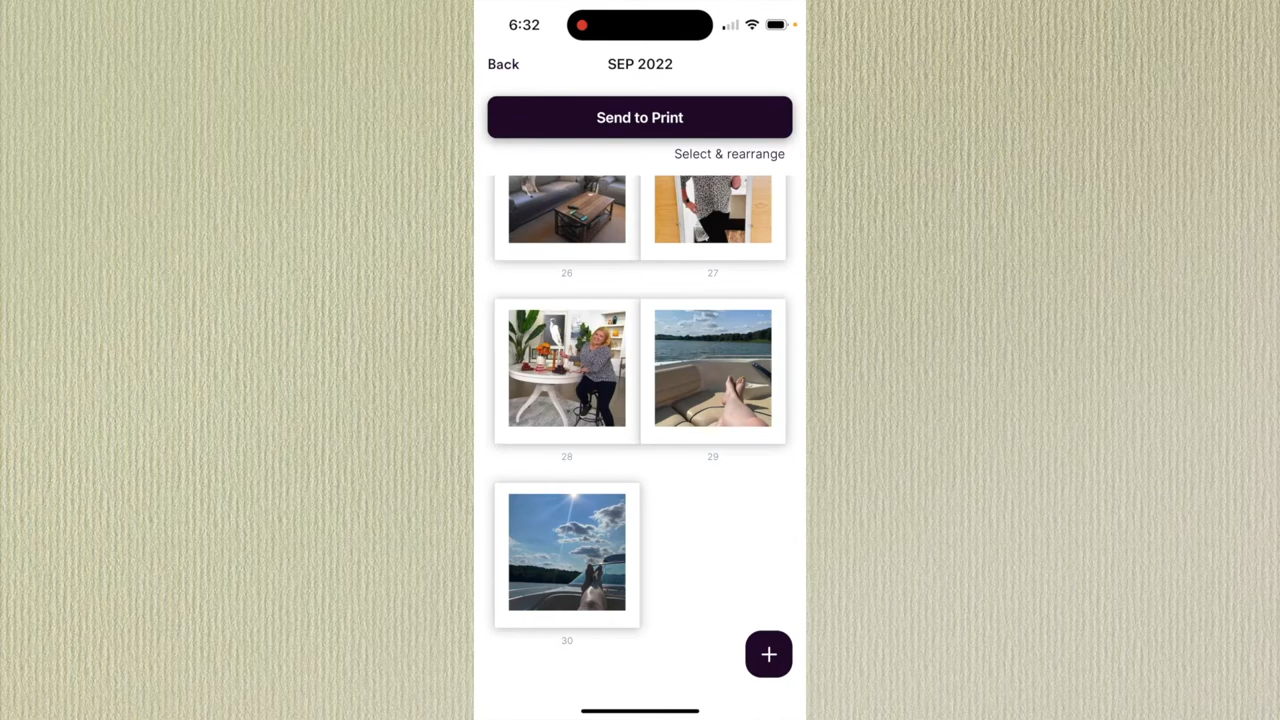 6:32
Back
SEP 2022
Send to Print
Select & rearrange
26
27
28
29
30